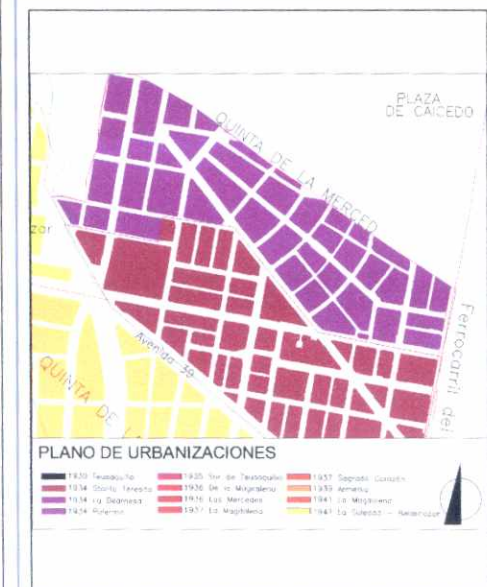 PLAZA
DE CAICEDO
QUINTA DE LA MERCED
zar
Avenida 39
Ferrocarril del
QUINTA DE
PLANO DE URBANIZACIONES
1930 Teusaquillo
1934 Santa Teresita
1934
1934 Palermo
1935 Sur de Teusaquillo
1936 De la Magdalena
1936 Las Mercedes
1937 La Magdalena
1937 Sagrado Corazón
1939 Armenia
1941 La Magdalena
1941 La Soledad -